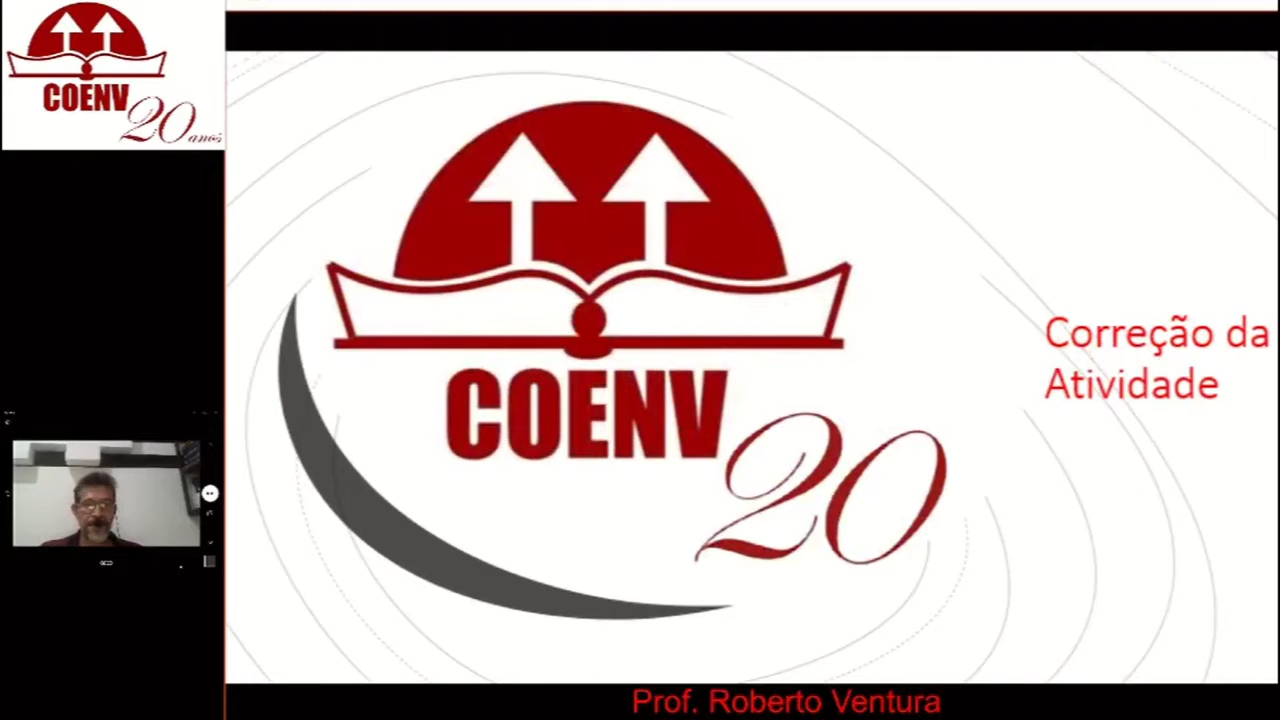 COENV
20 anos
COENV
20
Correção da
Atividade
Prof. Roberto Ventura